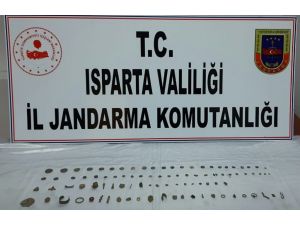 T.C.
ISPARTA VALİLİĞİ
İL JANDARMA KOMUTANLIĞI